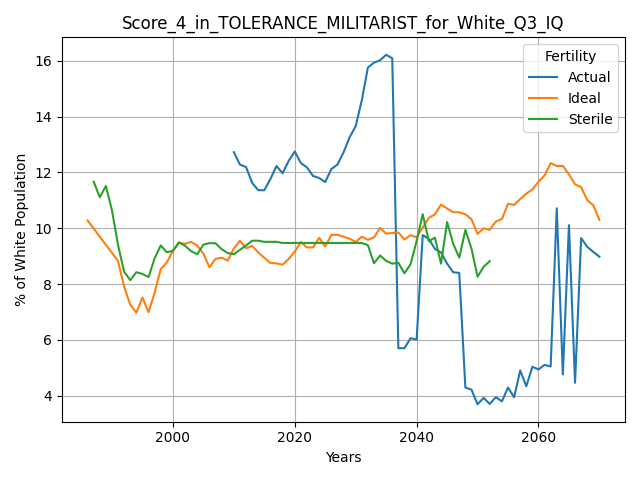 Score_4_in_TOLERANCE_MILITARIST_for_White_Q3_IQ
Fertility
Actual
Ideal
Sterile
% of White Population
16
14
12
10
8
6
4
2000
2020
2040
2060
Years